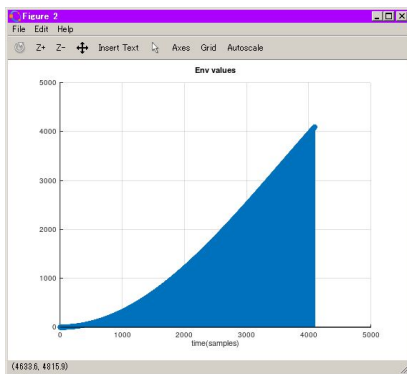 Figure 2
File Edit Help
Z+ Z- Insert Text Axes Grid Autoscale
Env values
5000
4000
3000
2000
1000
0
0 1000 2000 3000 4000 5000
time(samples)
(4633.6, 4815.9)